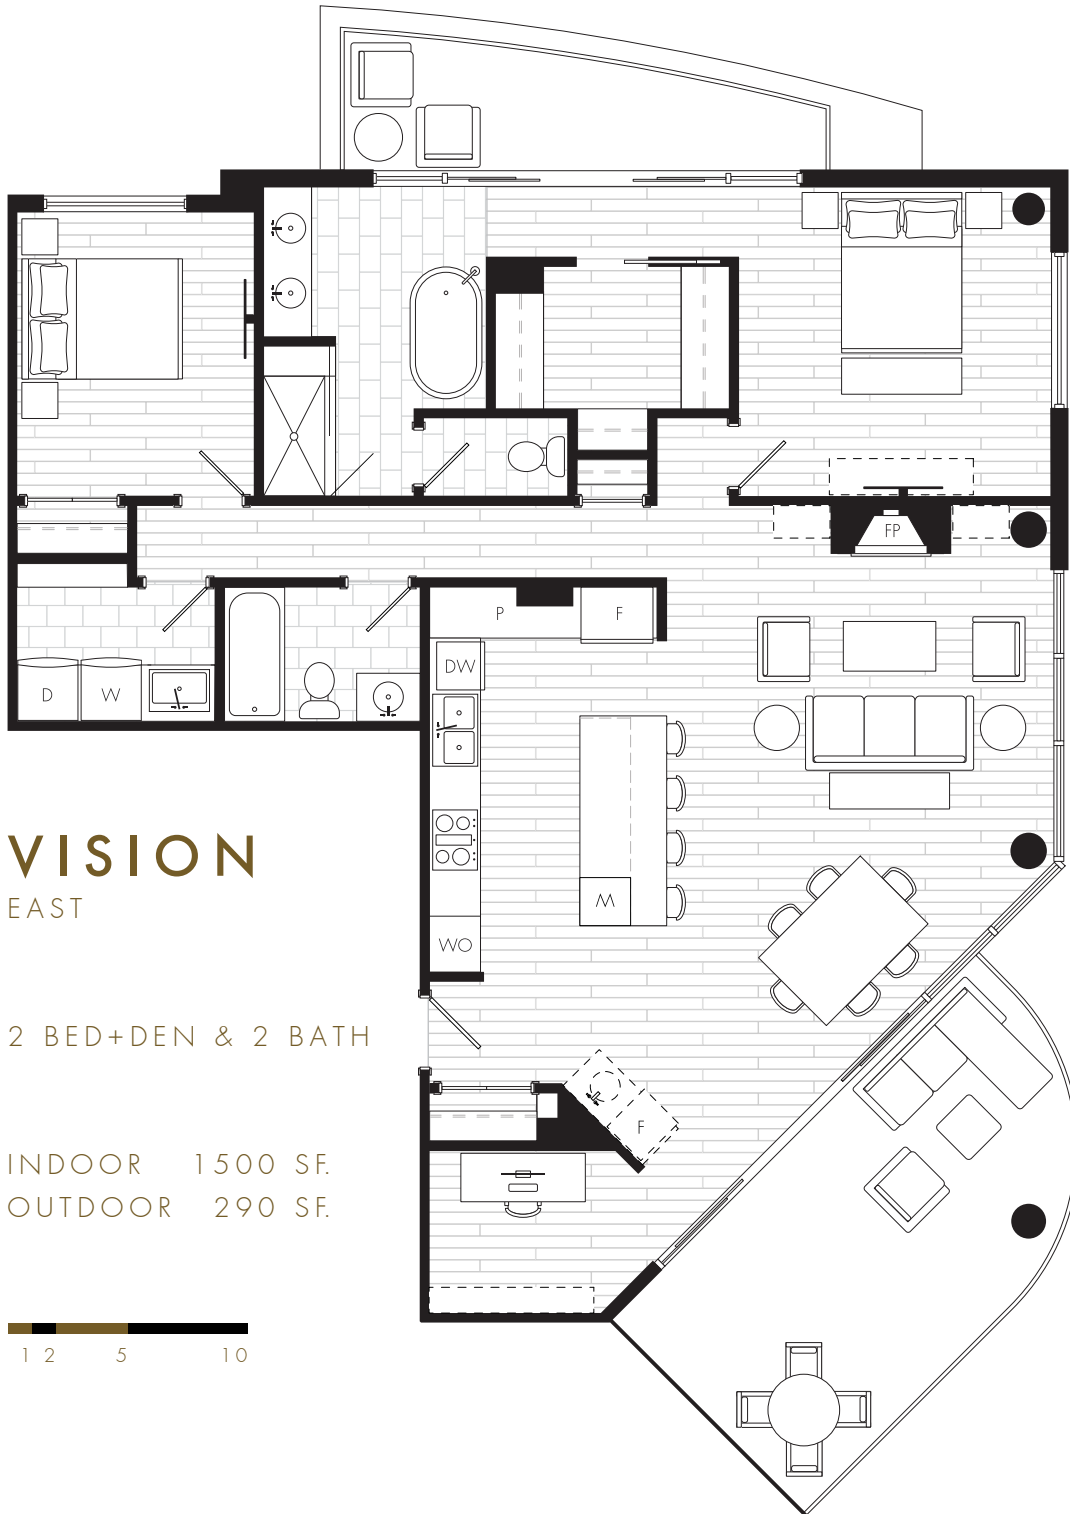 FP
P
F
DW
D
W
M
WO
F
VISION
EAST
2 BED+DEN & 2 BATH
INDOOR 1500 SF.
OUTDOOR 290 SF.
1 2 5 10